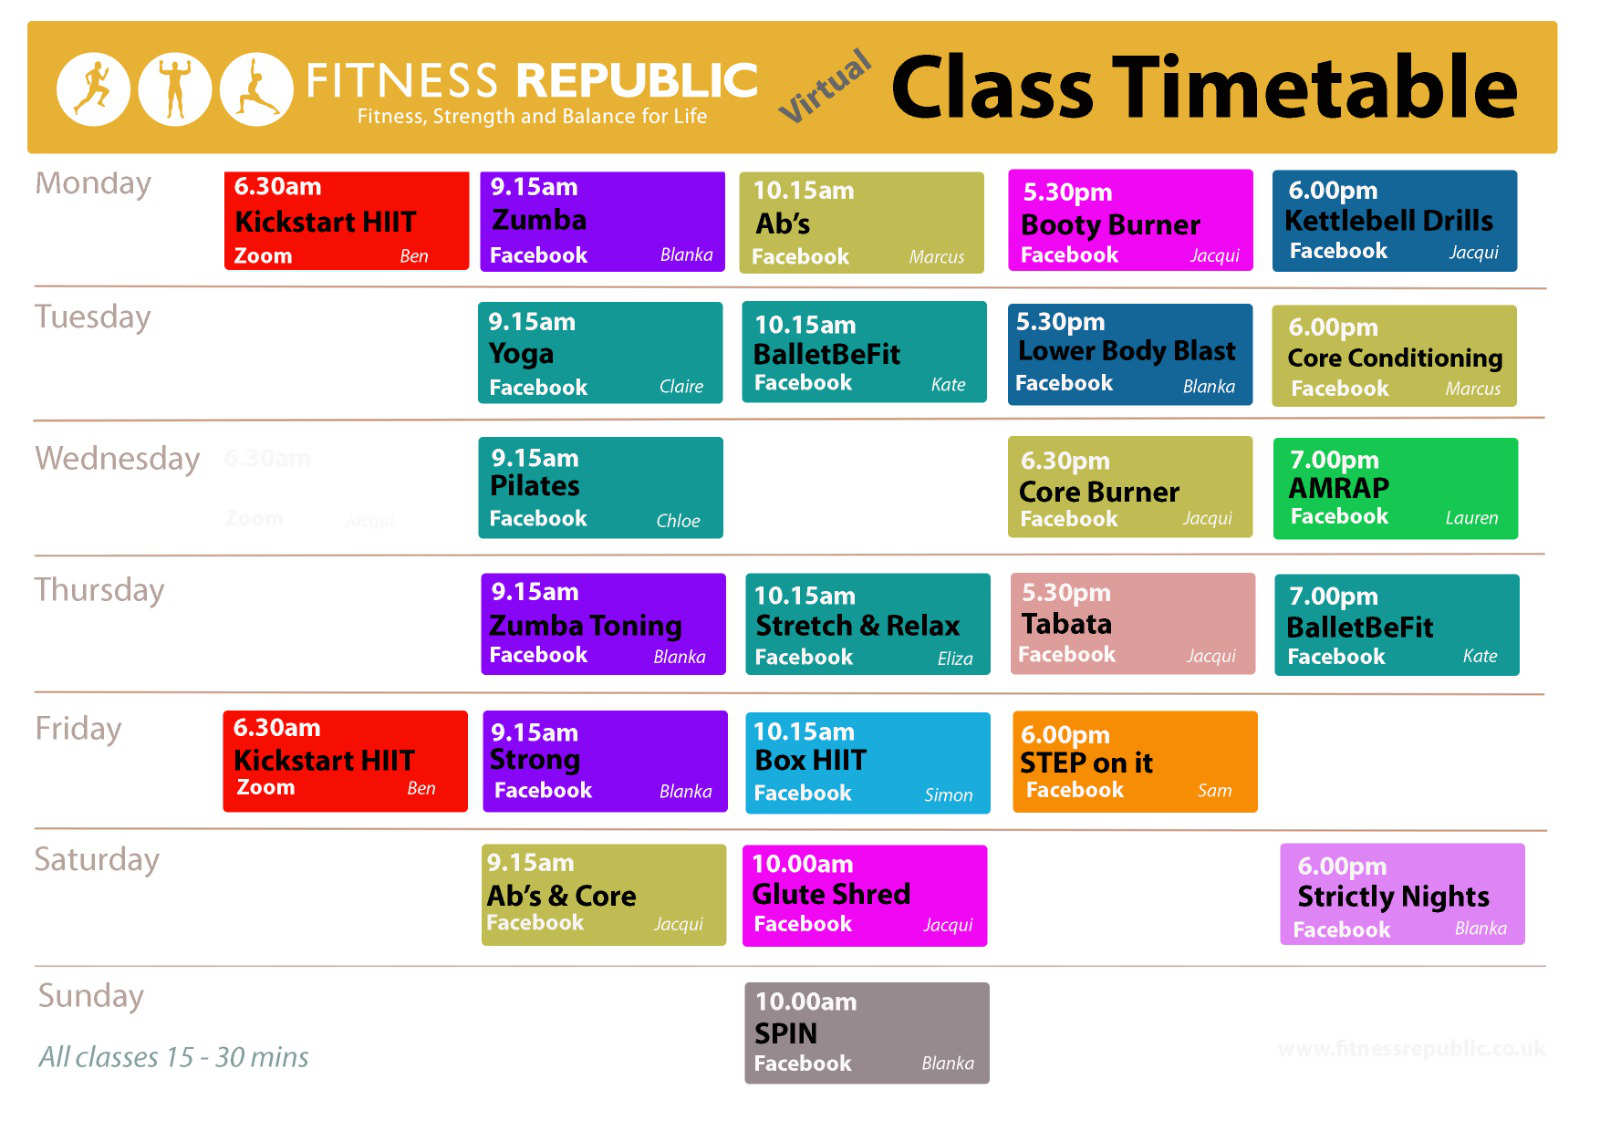 FITNESS REPUBLIC
Fitness, Strength and Balance for Life
Virtual
Class Timetable
Monday
6.30am
Kickstart HIIT
Zoom Ben
9.15am
Zumba
Facebook Blanka
10.15am
Ab's
Facebook Marcus
5.30pm
Booty Burner
Facebook Jacqui
6.00pm
Kettlebell Drills
Facebook Jacqui
Tuesday
9.15am
Yoga
Facebook Claire
10.15am
BalletBeFit
Facebook Kate
5.30pm
Lower Body Blast
Facebook Blanka
6.00pm
Core Conditioning
Facebook Marcus
Wednesday
6.30am
Zoom
9.15am
Pilates
Facebook Chloe
6.30pm
Core Burner
Facebook Jacqui
7.00pm
AMRAP
Facebook Lauren
Thursday
9.15am
Zumba Toning
Facebook Blanka
10.15am
Stretch & Relax
Facebook Eliza
5.30pm
Tabata
Facebook Jacqui
7.00pm
BalletBeFit
Facebook Kate
Friday
6.30am
Kickstart HIIT
Zoom Ben
9.15am
Strong
Facebook Blanka
10.15am
Box HIIT
Facebook Simon
6.00pm
STEP on it
Facebook Sam
Saturday
9.15am
Ab's & Core
Facebook Jacqui
10.00am
Glute Shred
Facebook Jacqui
6.00pm
Strictly Nights
Facebook Blanka
Sunday
10.00am
SPIN
Facebook Blanka
All classes 15 - 30 mins
www.fitnessrepublic.co.uk